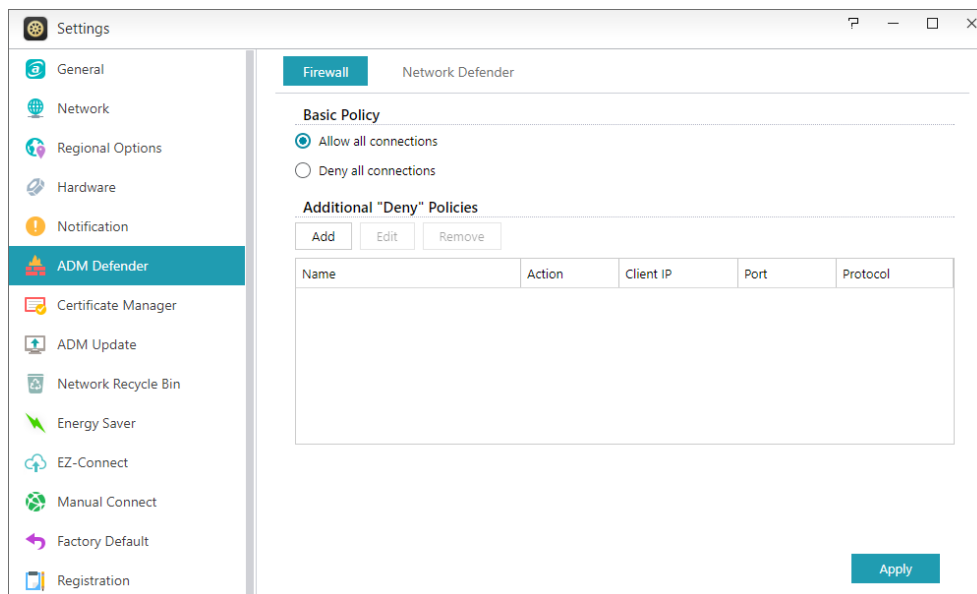 Settings
General
Network
Regional Options
Hardware
Notification
ADM Defender
Certificate Manager
ADM Update
Network Recycle Bin
Energy Saver
EZ-Connect
Manual Connect
Factory Default
Registration
Firewall Network Defender
Basic Policy
Allow all connections
Deny all connections
Additional "Deny" Policies
Add Edit Remove
Name Action Client IP Port Protocol
Apply